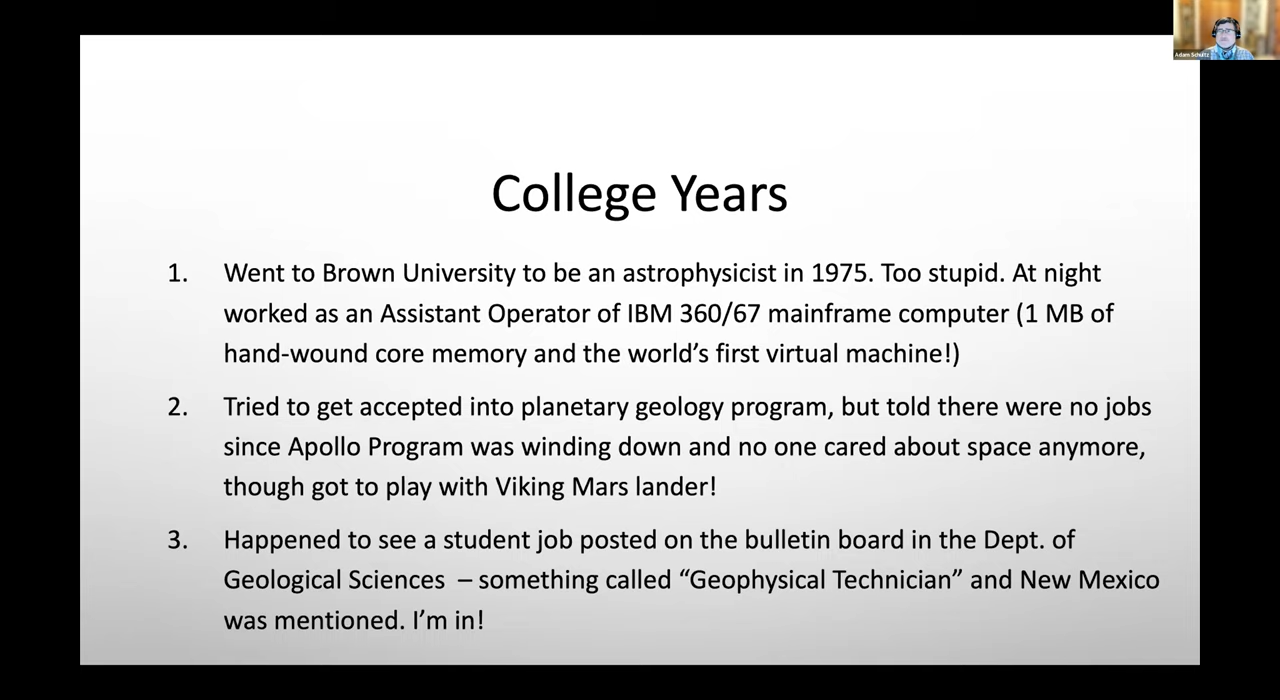 Adam Schultz
College Years
1. Went to Brown University to be an astrophysicist in 1975. Too stupid. At night
worked as an Assistant Operator of IBM 360/67 mainframe computer (1 MB of
hand-wound core memory and the world’s first virtual machine!)
2. Tried to get accepted into planetary geology program, but told there were no jobs
since Apollo Program was winding down and no one cared about space anymore,
though got to play with Viking Mars lander!
3. Happened to see a student job posted on the bulletin board in the Dept. of
Geological Sciences – something called “Geophysical Technician” and New Mexico
was mentioned. I’m in!